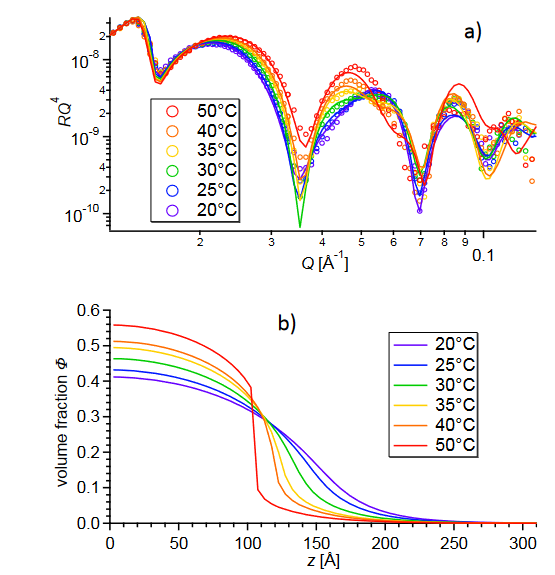 a)
RQ⁴
2
10⁻⁸
4
2
10⁻⁹
4
2
10⁻¹⁰
50°C
40°C
35°C
30°C
25°C
20°C
2 3 4 5 6 7 8 9 0.1
Q [Å⁻¹]
b)
volume fraction Φ
0.6
0.5
0.4
0.3
0.2
0.1
0.0
20°C
25°C
30°C
35°C
40°C
50°C
0 50 100 150 200 250 300
z [Å]